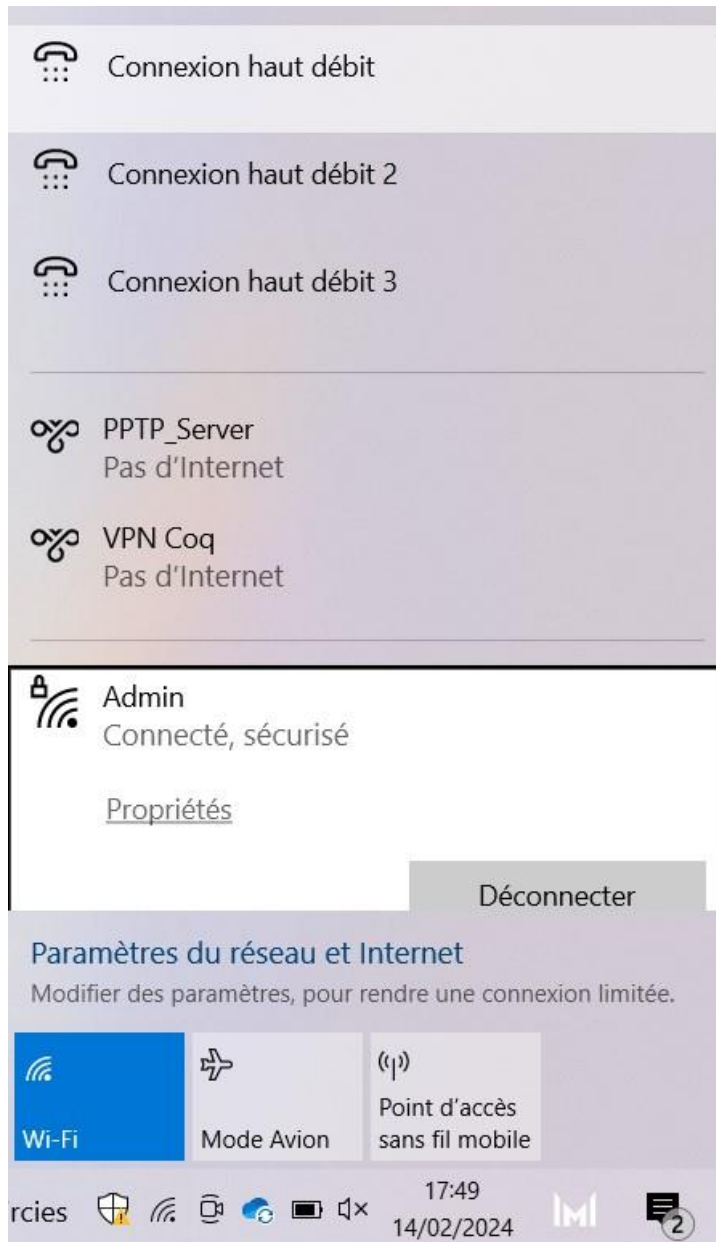 Connexion haut débit
Connexion haut débit 2
Connexion haut débit 3
PPTP_Server
Pas d'Internet
VPN Coq
Pas d'Internet
Admin
Connecté, sécurisé
Propriétés
Déconnecter
Paramètres du réseau et Internet
Modifier des paramètres, pour rendre une connexion limitée.
Wi-Fi
Mode Avion
Point d'accès
sans fil mobile
rcies
17:49
14/02/2024
2